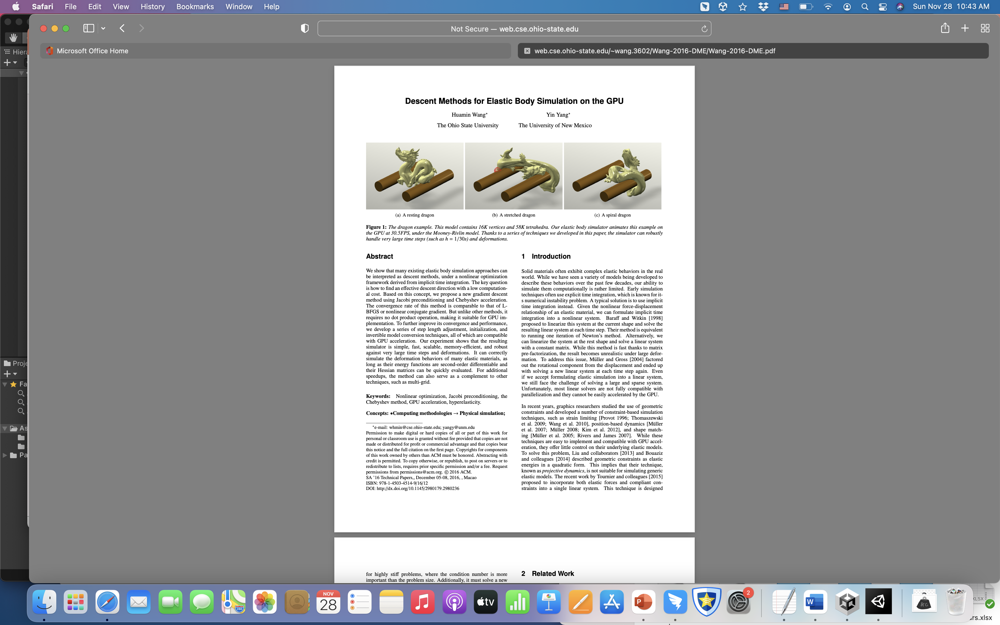 Safari File Edit View History Bookmarks Window Help
Sun Nov 28 10:43 AM
Not Secure — web.cse.ohio-state.edu
Microsoft Office Home
web.cse.ohio-state.edu/~wang.3602/Wang-2016-DME/Wang-2016-DME.pdf
Hiera
Proje
Fa
As
Pa
Descent Methods for Elastic Body Simulation on the GPU
Huamin Wang*
Yin Yang*
The Ohio State University
The University of New Mexico
(a) A resting dragon
(b) A stretched dragon
(c) A spiral dragon
Figure 1: The dragon example. This model contains 16K vertices and 58K tetrahedra. Our elastic body simulator animates this example on
the GPU at 30.5FPS, under the Mooney-Rivlin model. Thanks to a series of techniques we developed in this paper, the simulator can robustly
handle very large time steps (such as h = 1/30s) and deformations.
Abstract
We show that many existing elastic body simulation approaches can
be interpreted as descent methods, under a nonlinear optimization
framework derived from implicit time integration. The key question
is how to find an effective descent direction with a low computation-
al cost. Based on this concept, we propose a new gradient descent
method using Jacobi preconditioning and Chebyshev acceleration.
The convergence rate of this method is comparable to that of L-
BFGS or nonlinear conjugate gradient. But unlike other methods, it
requires no dot product operation, making it suitable for GPU im-
plementation. To further improve its convergence and performance,
we develop a series of step length adjustment, initialization, and
invertible model conversion techniques, all of which are compatible
with GPU acceleration. Our experiment shows that the resulting
simulator is simple, fast, scalable, memory-efficient, and robust
against very large time steps and deformations. It can correctly
simulate the deformation behaviors of many elastic materials, as
long as their energy functions are second-order differentiable and
their Hessian matrices can be quickly evaluated. For additional
speedups, the method can also serve as a complement to other
techniques, such as multi-grid.
Keywords: Nonlinear optimization, Jacobi preconditioning, the
Chebyshev method, GPU acceleration, hyperelasticity.
Concepts: •Computing methodologies → Physical simulation;
*e-mail: whmin@cse.ohio-state.edu; yangy@unm.edu
Permission to make digital or hard copies of all or part of this work for
personal or classroom use is granted without fee provided that copies are not
made or distributed for profit or commercial advantage and that copies bear
this notice and the full citation on the first page. Copyrights for components
of this work owned by others than ACM must be honored. Abstracting with
credit is permitted. To copy otherwise, or republish, to post on servers or to
redistribute to lists, requires prior specific permission and/or a fee. Request
permissions from permissions@acm.org. © 2016 ACM.
SA '16 Technical Papers,, December 05-08, 2016, , Macao
ISBN: 978-1-4503-4514-9/16/12
DOI: http://dx.doi.org/10.1145/2980179.2980236
1 Introduction
Solid materials often exhibit complex elastic behaviors in the real
world. While we have seen a variety of models being developed to
describe these behaviors over the past few decades, our ability to
simulate them computationally is rather limited. Early simulation
techniques often use explicit time integration, which is known for it-
s numerical instability problem. A typical solution is to use implicit
time integration instead. Given the nonlinear force-displacement
relationship of an elastic material, we can formulate implicit time
integration into a nonlinear system. Baraff and Witkin [1998]
proposed to linearize this system at the current shape and solve the
resulting linear system at each time step. Their method is equivalent
to running one iteration of Newton's method. Alternatively, we
can linearize the system at the rest shape and solve a linear system
with a constant matrix. While this method is fast thanks to matrix
pre-factorization, the result becomes unrealistic under large defor-
mation. To address this issue, Müller and Gross [2004] factored
out the rotational component from the displacement and ended up
with solving a new linear system at each time step again. Even
if we accept formulating elastic simulation into a linear system,
we still face the challenge of solving a large and sparse system.
Unfortunately, most linear solvers are not fully compatible with
parallelization and they cannot be easily accelerated by the GPU.
In recent years, graphics researchers studied the use of geometric
constraints and developed a number of constraint-based simulation
techniques, such as strain limiting [Provot 1996; Thomaszewski
et al. 2009; Wang et al. 2010], position-based dynamics [Müller
et al. 2007; Müller 2008; Kim et al. 2012], and shape match-
ing [Müller et al. 2005; Rivers and James 2007]. While these
techniques are easy to implement and compatible with GPU accel-
eration, they offer little control on their underlying elastic models.
To solve this problem, Liu and collaborators [2013] and Bouaziz
and colleagues [2014] described geometric constraints as elastic
energies in a quadratic form. This implies that their technique,
known as projective dynamics, is not suitable for simulating generic
elastic models. The recent work by Tournier and colleagues [2015]
proposed to incorporate both elastic forces and compliant con-
straints into a single linear system. This technique is designed
for highly stiff problems, where the condition number is more
important than the problem size. Additionally, it must solve a new
2 Related Work
NOV
28
280
tv
P
2
W
KG
XLSX
rs.xlsx